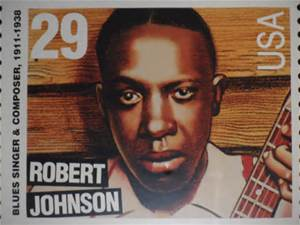 BLUES SINGER & COMPOSER, 1911-1938
29
USA
ROBERT
JOHNSON